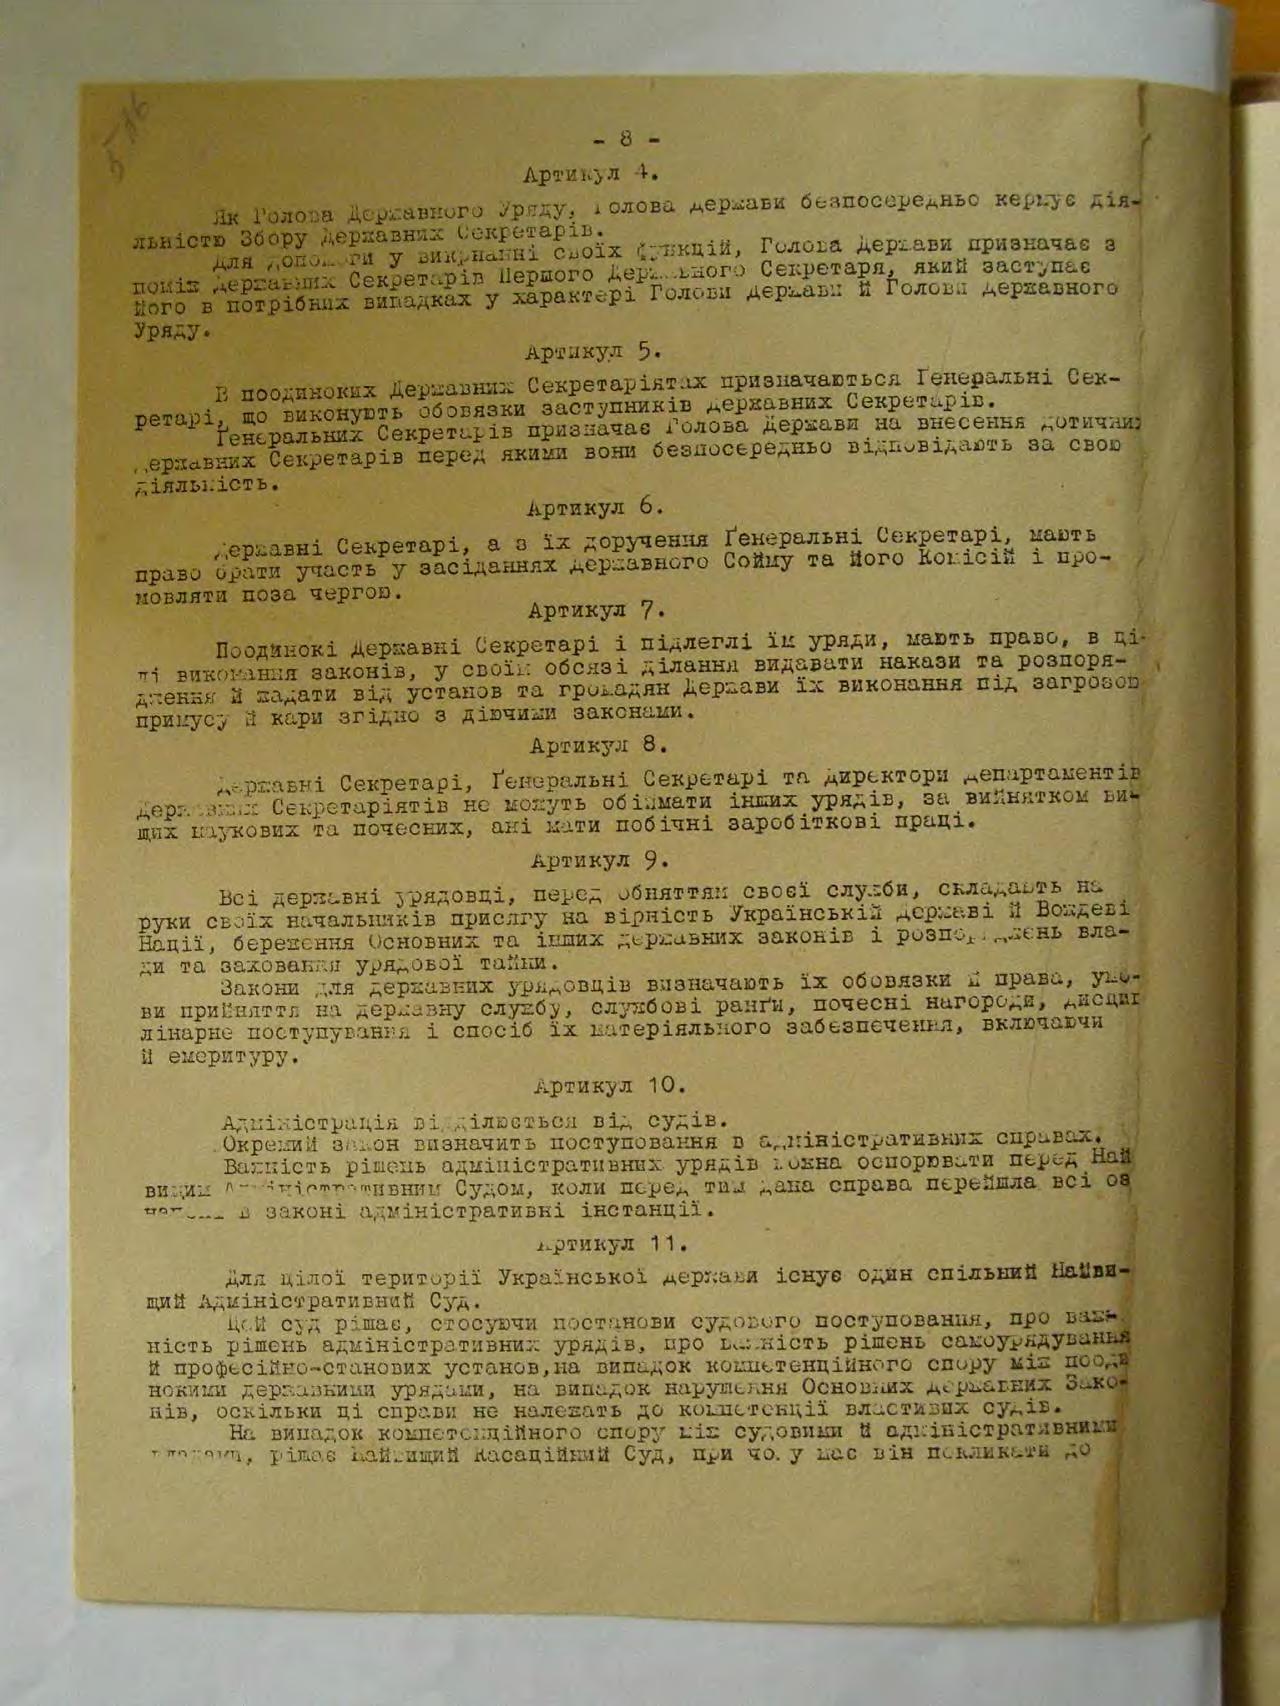 586
- 8 -
Артикул 4.
Як Голова Державного Уряду, Голова держави безпосередньо керкує дія-
льністю Збору Державних Секретарів.
Для допомоги у виконанні своїх функцій, Голова Держави призначає з
поміж державних Секретарів Першого Державного Секретаря, який заступає
його в потрібних випадках у характері Голови держави й Голови державного
Уряду.
Артикул 5.
В поодиноких Державних Секретаріятах призначаються Генеральні Сек-
ретарі, що виконують обовязки заступників державних Секретарів.
Генеральних Секретарів призначає Голова Держави на внесення дотичних
державних Секретарів перед якими вони безпосередньо відповідають за свою
діяльність.
Артикул 6.
Державні Секретарі, а з їх доручення Ґенеральні Секретарі, мають
право брати участь у засіданнях державного Сойму та його Комісій і про-
мовляти поза чергою.
Артикул 7.
Поодинокі Державні Секретарі і підлеглі їм уряди, мають право, в ці-
лі виконання законів, у своїм обсязі ділання видавати накази та розпоря-
дження й жадати від установ та громадян Держави їх виконання під загрозою
примусу й кари згідно з діючими законами.
Артикул 8.
Державні Секретарі, Ґенеральні Секретарі та директори департаментів
державних Секретаріятів не можуть обіймати інших урядів, за вийнятком ви-
щих наукових та почесних, ані мати побічні заробіткові праці.
Артикул 9.
Всі державні урядовці, перед обняттям своєї служби, складають на
руки своїх начальників присягу на вірність Українській державі й Вождеві
Нації, береження Основних та інших державних законів і розпоряджень вла-
ди та заховання урядової тайни.
Закони для державних урядовців визначають їх обовязки й права, умо-
ви прийняття на державну службу, службові ранґи, почесні нагороди, дисцип
лінарне поступування і спосіб їх матеріяльного забезпечення, включаючи
й емеритуру.
Артикул 10.
Адміністрація відділюється від судів.
Окремий закон визначить поступовання в адміністративних справах.
Важність рішень адміністративних урядів можна оспорювати перед Най
вищим Адміністративним Судом, коли перед тим дана справа перейшла всі оз
в законі адміністративні інстанції.
Артикул 11.
Для цілої території Української держави існує один спільний Найви-
щий Адміністративний Суд.
Цей суд рішає, стосуючи постанови судового поступовання, про важ-
ність рішень адміністративних урядів, про важність рішень самоурядування
й професійно-станових установ,на випадок компетенційного спору між пооди
нокими державними урядами, на випадок нарушення Основних державних Зако-
нів, оскільки ці справи не належать до компетенції властивих судів.
На випадок компетенційного спору між судовими й адміністративними
рішає Найвищий Касаційний Суд, при чо. у має він покликати до